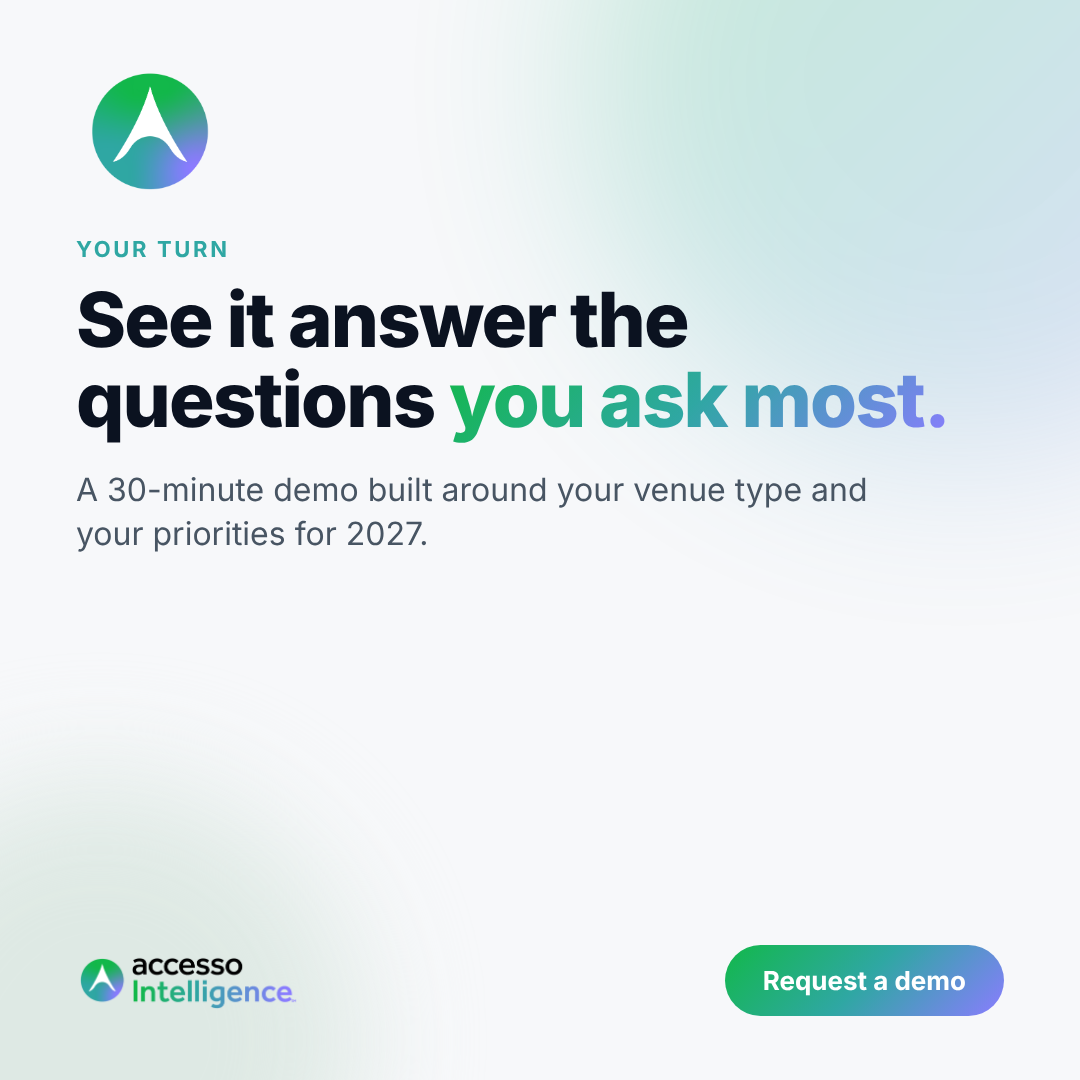 YOUR TURN
See it answer the
questions you ask most.
A 30-minute demo built around your venue type and
your priorities for 2027.
accesso
Intelligence
Request a demo